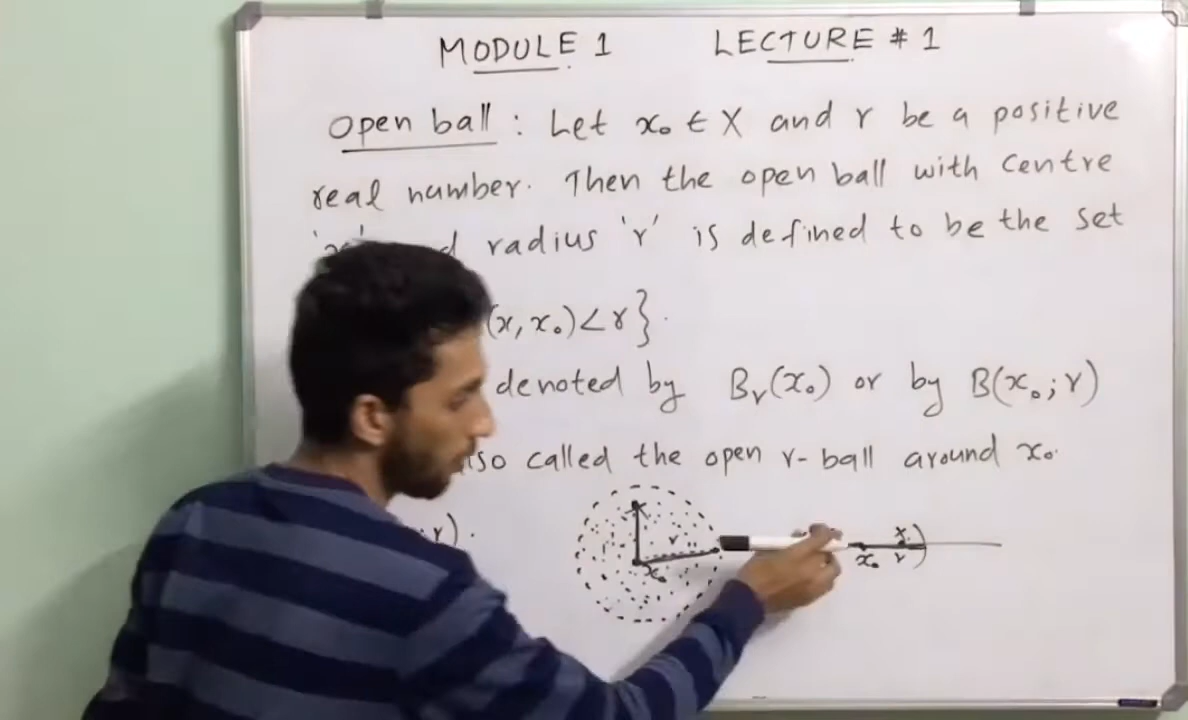 MODULE 1 LECTURE # 1
Open ball : Let x₀ ∈ X and r be a positive
real number. Then the open ball with centre
radius 'r' is defined to be the set
(x, x₀) < r}.
denoted by Bᵣ(x₀) or by B(x₀; r)
so called the open r-ball around x₀.
r).
r
x₀
x
x₀ r )